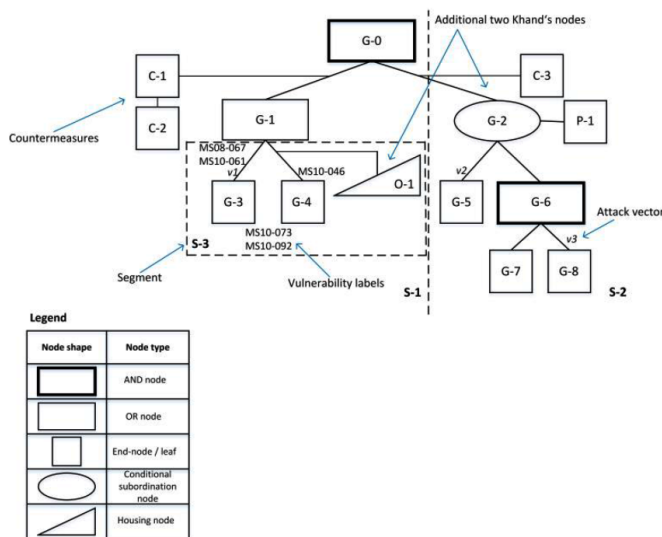 Additional two Khand's nodes
G-0
C-1
C-3
G-1
G-2
P-1
C-2
Countermeasures
MS08-067
MS10-061
v1
MS10-046
v2
G-3
G-4
O-1
G-5
G-6
Attack vector
MS10-073
MS10-092
S-3
v3
Segment
Vulnerability labels
G-7
G-8
S-1
S-2
Legend
Node shape
Node type
AND node
OR node
End-node / leaf
Conditional
subordination
node
Housing node